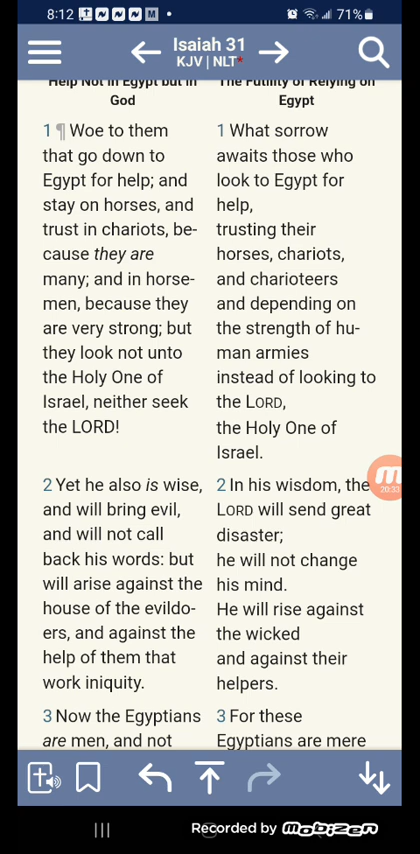 8:12 M 71%
Isaiah 31
KJV | NLT*
Help Not in Egypt but in
God
1 ¶ Woe to them
that go down to
Egypt for help; and
stay on horses, and
trust in chariots, be-
cause they are
many; and in horse-
men, because they
are very strong; but
they look not unto
the Holy One of
Israel, neither seek
the LORD!
2 Yet he also is wise,
and will bring evil,
and will not call
back his words: but
will arise against the
house of the evildo-
ers, and against the
help of them that
work iniquity.
3 Now the Egyptians
are men, and not
The Futility of Relying on
Egypt
1 What sorrow
awaits those who
look to Egypt for
help,
trusting their
horses, chariots,
and charioteers
and depending on
the strength of hu-
man armies
instead of looking to
the LORD,
the Holy One of
Israel.
2 In his wisdom, the
LORD will send great
disaster;
he will not change
his mind.
He will rise against
the wicked
and against their
helpers.
3 For these
Egyptians are mere
m
20:33
Recorded by Mobizen